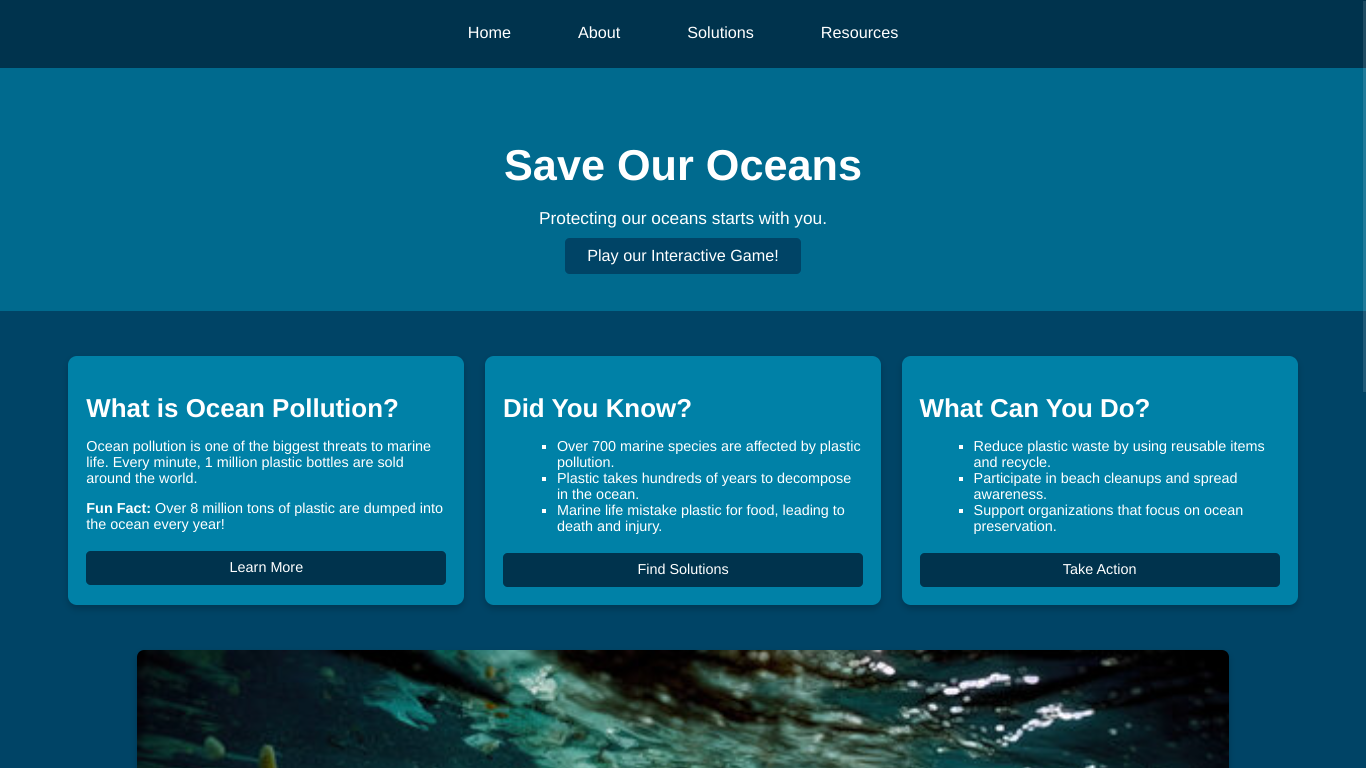 Home About Solutions Resources
Save Our Oceans
Protecting our oceans starts with you.
Play our Interactive Game!
What is Ocean Pollution?
Ocean pollution is one of the biggest threats to marine
life. Every minute, 1 million plastic bottles are sold
around the world.
Fun Fact: Over 8 million tons of plastic are dumped into
the ocean every year!
Learn More
Did You Know?
Over 700 marine species are affected by plastic
pollution.
Plastic takes hundreds of years to decompose
in the ocean.
Marine life mistake plastic for food, leading to
death and injury.
Find Solutions
What Can You Do?
Reduce plastic waste by using reusable items
and recycle.
Participate in beach cleanups and spread
awareness.
Support organizations that focus on ocean
preservation.
Take Action